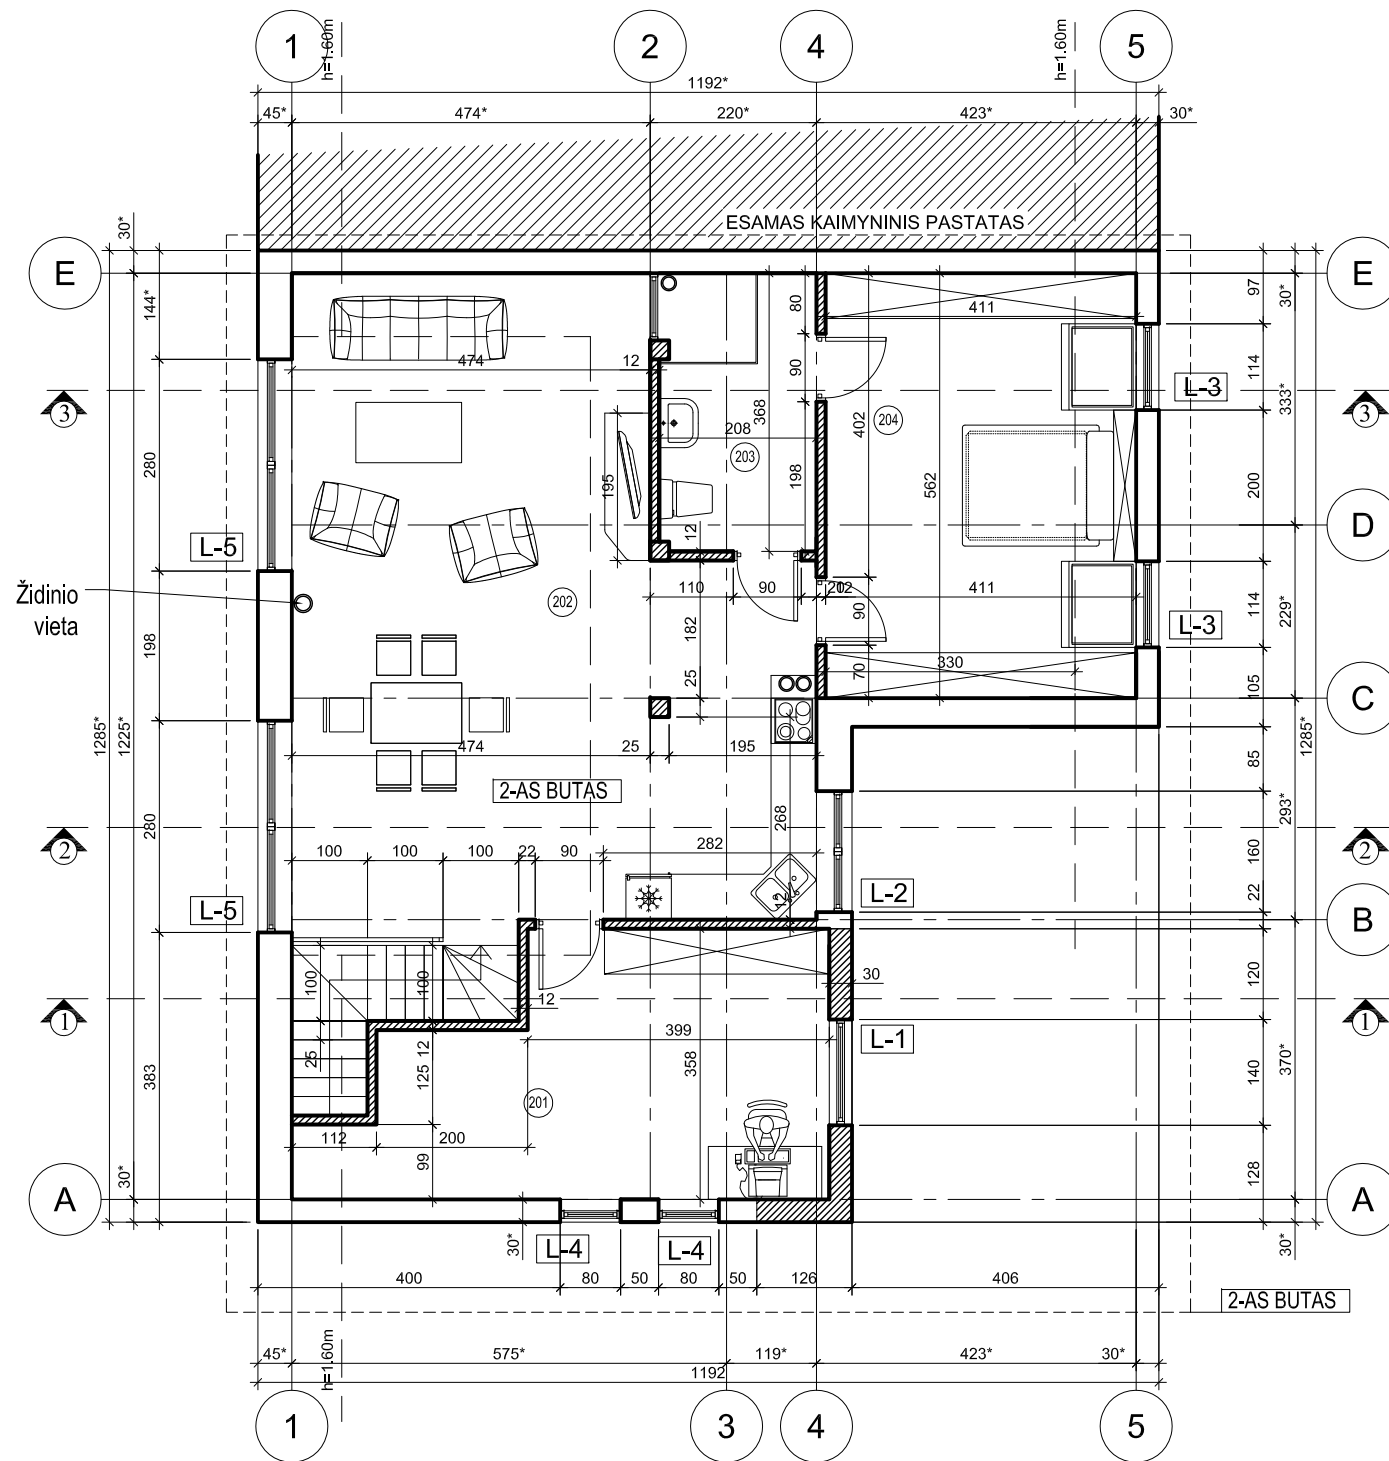 1 2 4 5
h=1.60m h=1.60m
1192*
45* 474* 220* 423* 30*
ESAMAS KAIMYNINIS PASTATAS
30* 144* 280 198 280 383
1285* 1225* 30*
E E
97 30*
114 333*
200
114 229*
105
85 293* 1285*
160
22
120
140 370*
128
30*
80
411
474 12
90
L-3
3 3
402 368 204
208
203
198
562
195
D
12
L-5
110 90 20 12 411
Židinio
vieta
202
90
182
L-3
330
70
25
C
474 25 195
2-AS BUTAS
268
2 2
100 100 100 22 90 282
12
L-2
L-5
B
100 100
30
12
1 1
L-1
399
25 12
125
358
201
112 200
99
A A
30*
L-4 L-4
400 80 50 80 50 126 406
2-AS BUTAS
45* 575* 119* 423* 30*
h=1.60m
1192
1 3 4 5